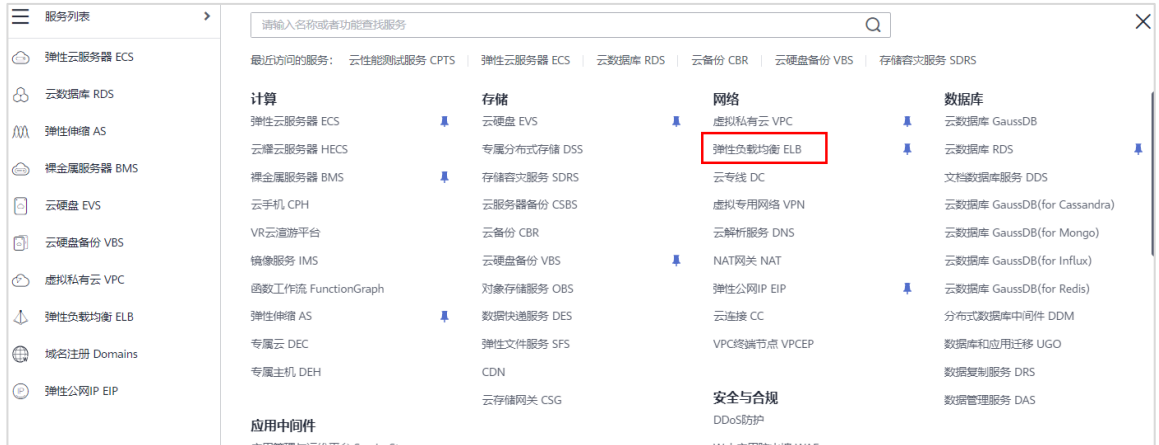 服务列表
弹性云服务器 ECS
云数据库 RDS
弹性伸缩 AS
裸金属服务器 BMS
云硬盘 EVS
云硬盘备份 VBS
虚拟私有云 VPC
弹性负载均衡 ELB
域名注册 Domains
弹性公网IP EIP
请输入名称或者功能查找服务
最近访问的服务： 云性能测试服务 CPTS 弹性云服务器 ECS 云数据库 RDS 云备份 CBR 云硬盘备份 VBS 存储容灾服务 SDRS
计算
弹性云服务器 ECS
云耀云服务器 HECS
裸金属服务器 BMS
云手机 CPH
VR云渲游平台
镜像服务 IMS
函数工作流 FunctionGraph
弹性伸缩 AS
专属云 DEC
专属主机 DEH
应用中间件
存储
云硬盘 EVS
专属分布式存储 DSS
存储容灾服务 SDRS
云服务器备份 CSBS
云备份 CBR
云硬盘备份 VBS
对象存储服务 OBS
数据快递服务 DES
弹性文件服务 SFS
CDN
云存储网关 CSG
网络
虚拟私有云 VPC
弹性负载均衡 ELB
云专线 DC
虚拟专用网络 VPN
云解析服务 DNS
NAT网关 NAT
弹性公网IP EIP
云连接 CC
VPC终端节点 VPCEP
安全与合规
DDoS防护
数据库
云数据库 GaussDB
云数据库 RDS
文档数据库服务 DDS
云数据库 GaussDB(for Cassandra)
云数据库 GaussDB(for Mongo)
云数据库 GaussDB(for Influx)
云数据库 GaussDB(for Redis)
分布式数据库中间件 DDM
数据库和应用迁移 UGO
数据复制服务 DRS
数据管理服务 DAS